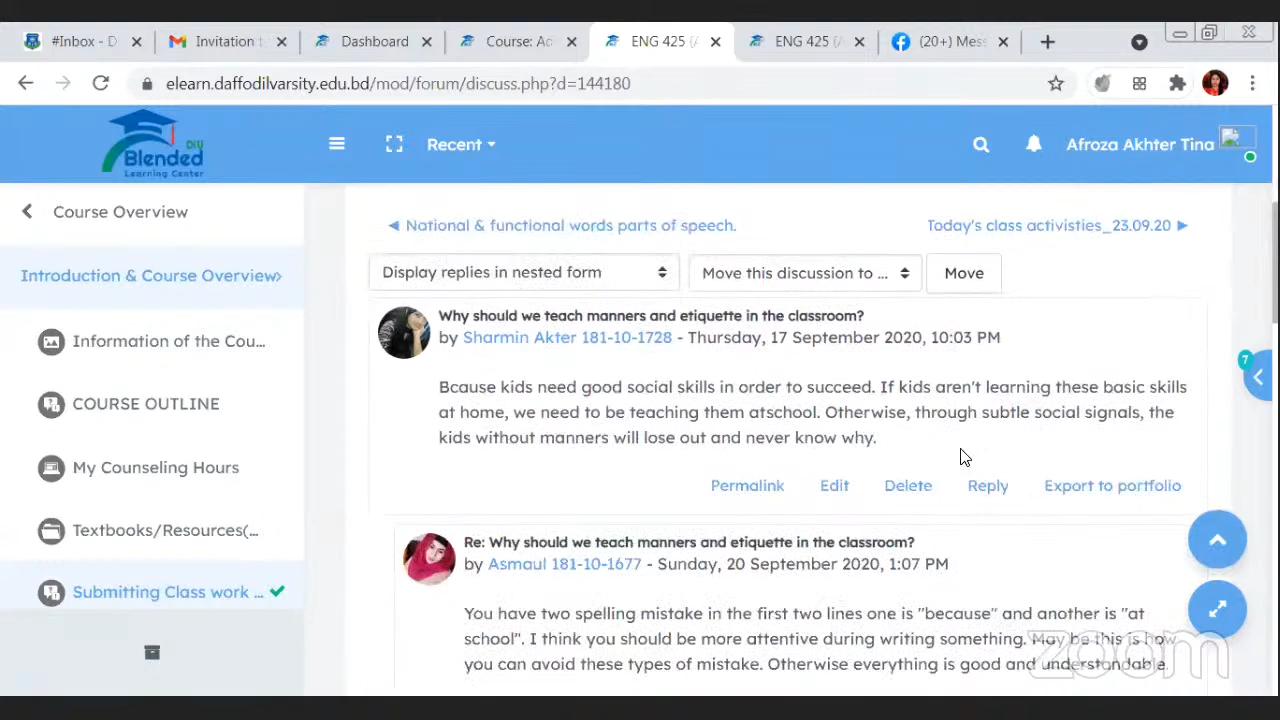 #Inbox - D
Invitation t
Dashboard
Course: Ac
ENG 425 (A
ENG 425 (A
(20+) Mess
elearn.daffodilvarsity.edu.bd/mod/forum/discuss.php?d=144180
DIU
Blended
Learning Center
Recent
Afroza Akhter Tina
Course Overview
Introduction & Course Overview
Information of the Cou...
COURSE OUTLINE
My Counseling Hours
Textbooks/Resources(...
Submitting Class work ...
◄ National & functional words parts of speech.
Today's class activisties_23.09.20 ►
Display replies in nested form
Move this discussion to ...
Move
Why should we teach manners and etiquette in the classroom?
by Sharmin Akter 181-10-1728 - Thursday, 17 September 2020, 10:03 PM
Bcause kids need good social skills in order to succeed. If kids aren't learning these basic skills
at home, we need to be teaching them atschool. Otherwise, through subtle social signals, the
kids without manners will lose out and never know why.
Permalink Edit Delete Reply Export to portfolio
7
Re: Why should we teach manners and etiquette in the classroom?
by Asmaul 181-10-1677 - Sunday, 20 September 2020, 1:07 PM
You have two spelling mistake in the first two lines one is "because" and another is "at
school". I think you should be more attentive during writing something. May be this is how
you can avoid these types of mistake. Otherwise everything is good and understandable.
zoom